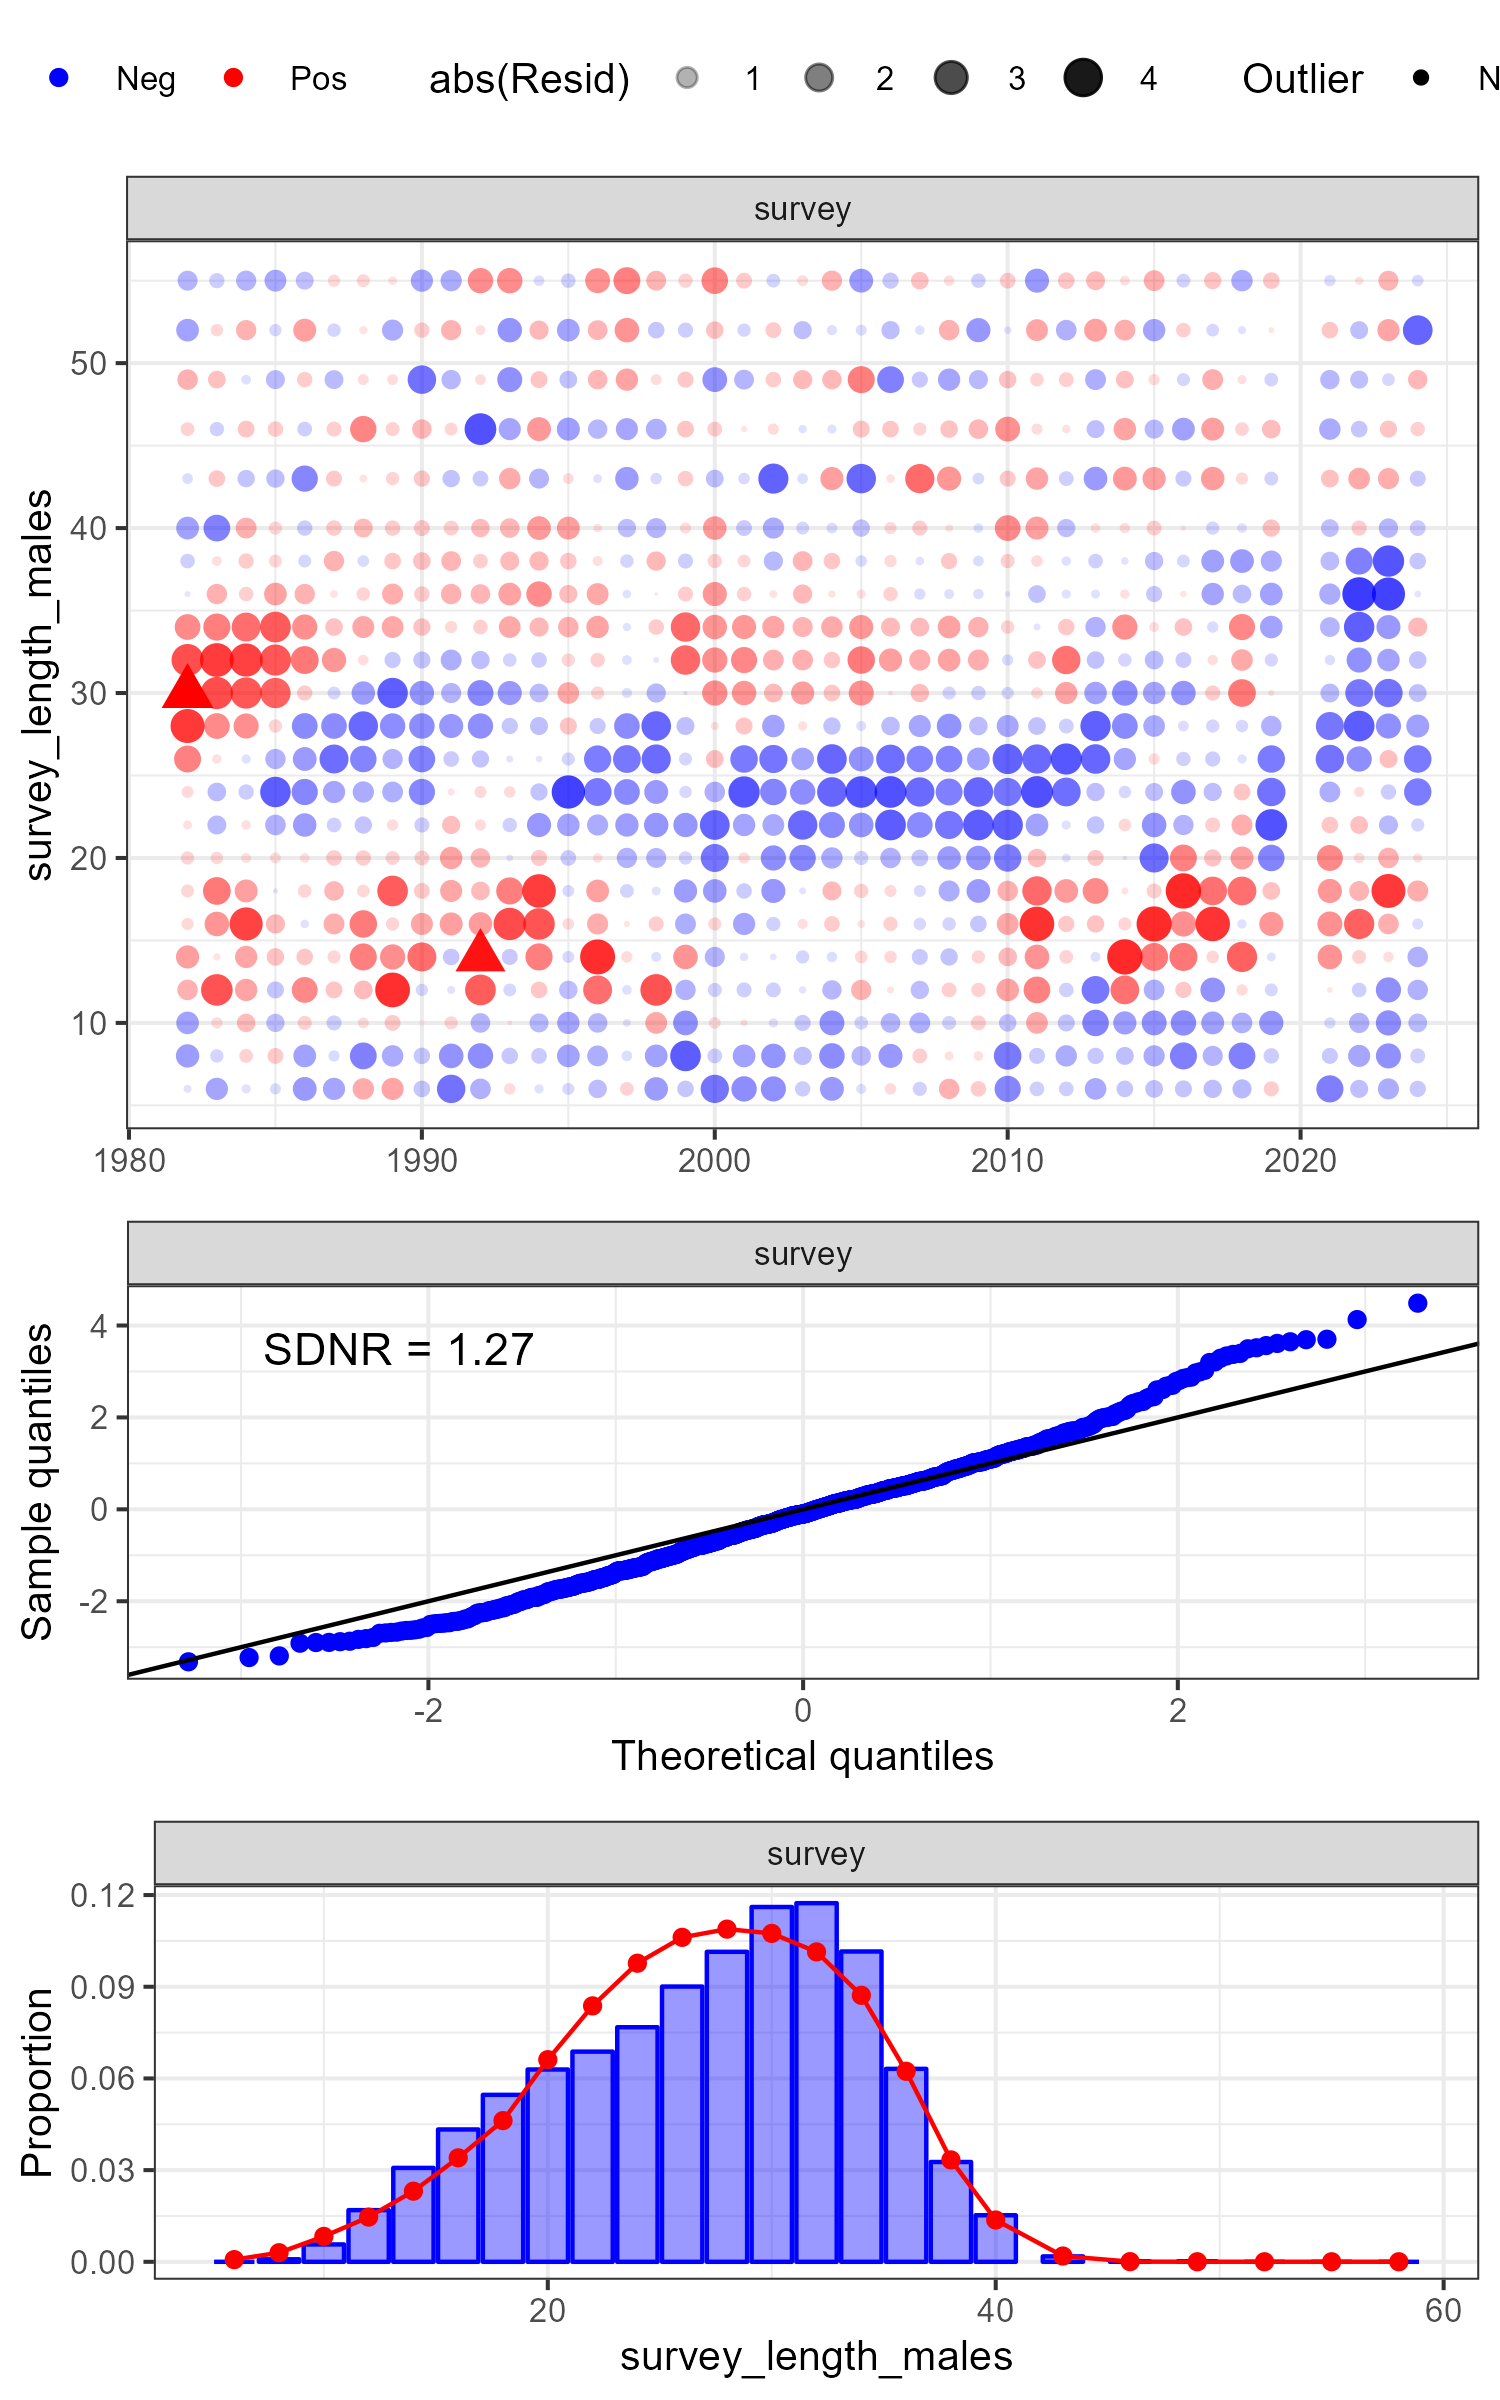 Neg Pos abs(Resid) 1 2 3 4 Outlier N
survey
survey_length_males
50
40
30
20
10
1980 1990 2000 2010 2020
survey
Sample quantiles
4
2
0
-2
SDNR = 1.27
-2 0 2
Theoretical quantiles
survey
Proportion
0.12
0.09
0.06
0.03
0.00
20 40 60
survey_length_males